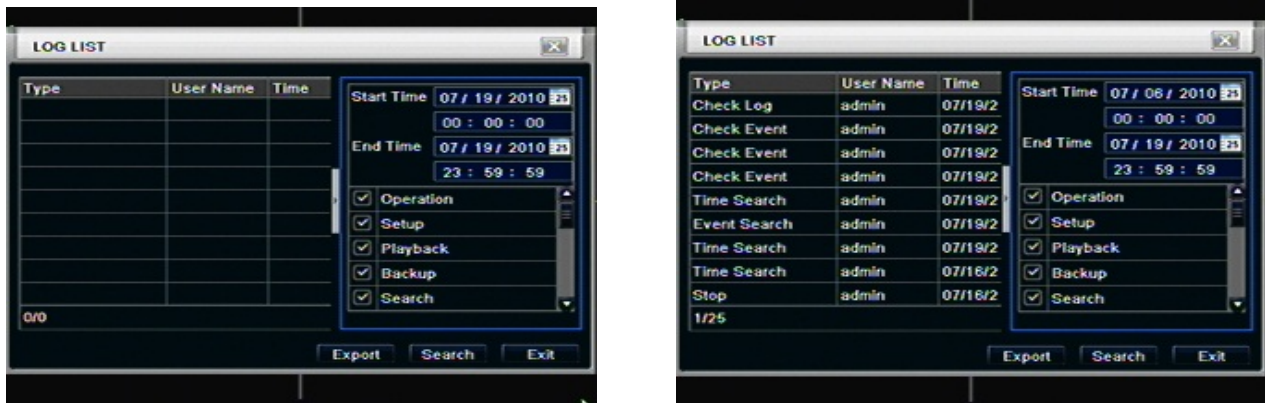 LOG LIST
Type User Name Time
0/0
Start Time 07 / 19 / 2010 25
00 : 00 : 00
End Time 07 / 19 / 2010 25
23 : 59 : 59
Operation
Setup
Playback
Backup
Search
Export Search Exit
LOG LIST
Type User Name Time
Check Log admin 07/19/2
Check Event admin 07/19/2
Check Event admin 07/19/2
Check Event admin 07/19/2
Time Search admin 07/19/2
Event Search admin 07/19/2
Time Search admin 07/19/2
Time Search admin 07/16/2
Stop admin 07/16/2
1/25
Start Time 07 / 06 / 2010 25
00 : 00 : 00
End Time 07 / 19 / 2010 25
23 : 59 : 59
Operation
Setup
Playback
Backup
Search
Export Search Exit